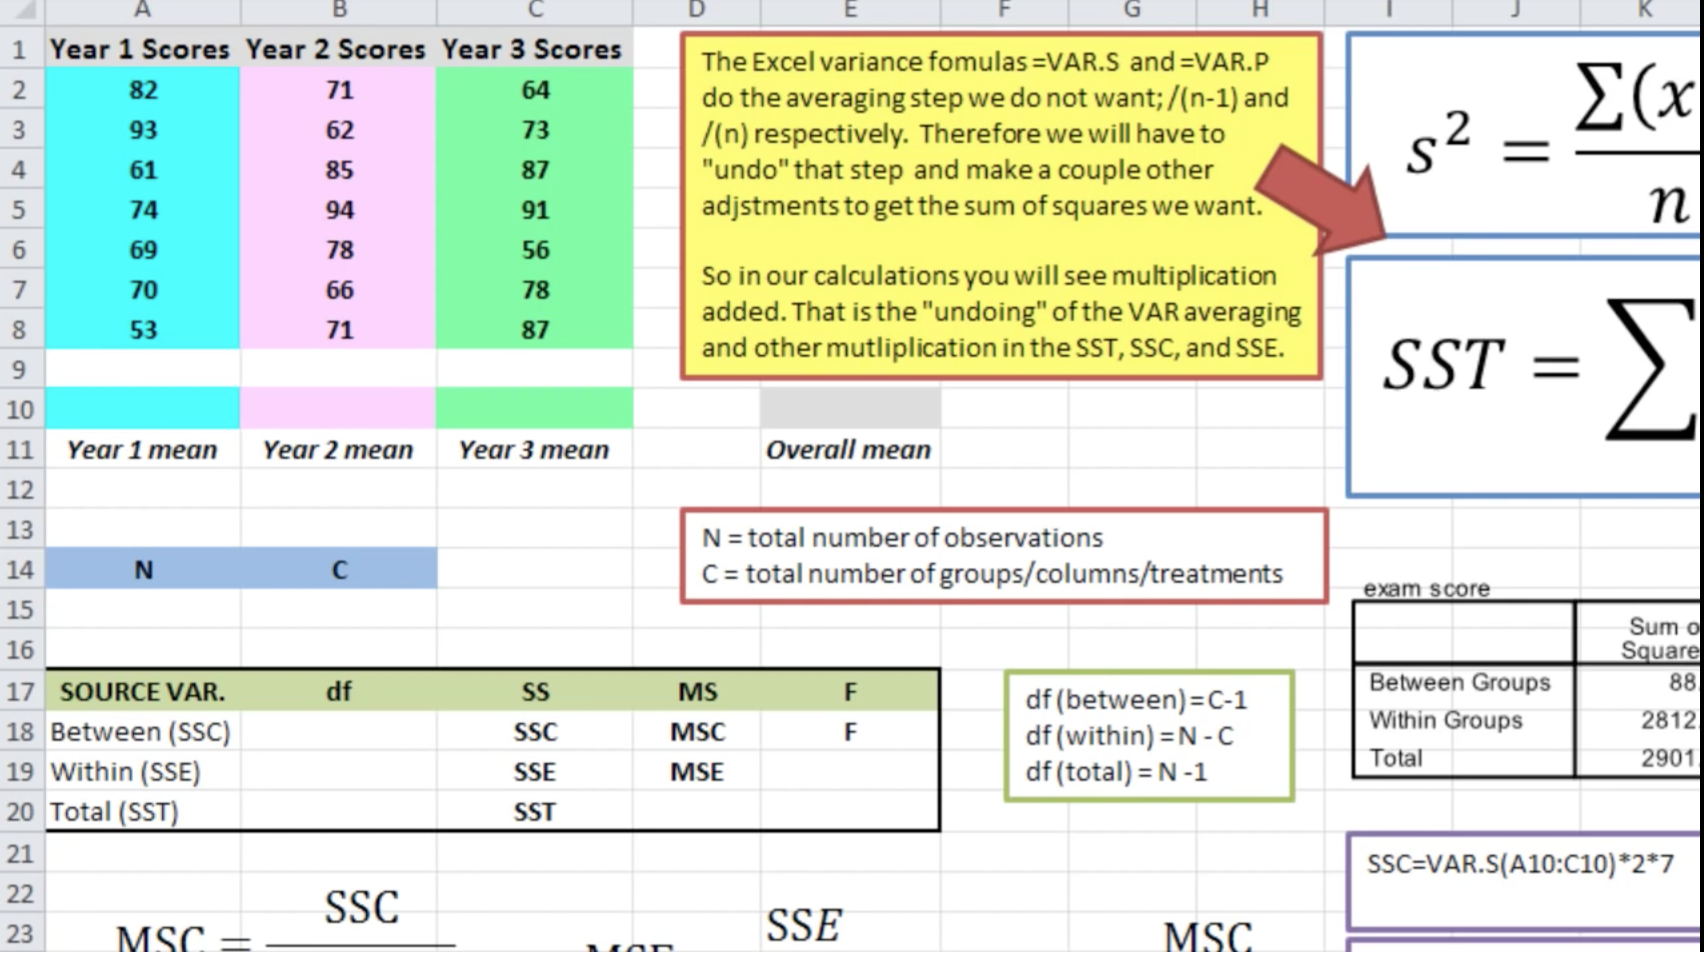 A B C D E F G H I J K
1 Year 1 Scores Year 2 Scores Year 3 Scores
2 82 71 64
3 93 62 73
4 61 85 87
5 74 94 91
6 69 78 56
7 70 66 78
8 53 71 87
9
10
11 Year 1 mean Year 2 mean Year 3 mean Overall mean
12
13
14 N C
15
16
17 SOURCE VAR. df SS MS F
18 Between (SSC) SSC MSC F
19 Within (SSE) SSE MSE
20 Total (SST) SST
21
22
23
The Excel variance fomulas =VAR.S and =VAR.P
do the averaging step we do not want; /(n-1) and
/(n) respectively. Therefore we will have to
"undo" that step and make a couple other
adjstments to get the sum of squares we want.
So in our calculations you will see multiplication
added. That is the "undoing" of the VAR averaging
and other mutliplication in the SST, SSC, and SSE.
s² = ∑(x
n
SST = ∑
N = total number of observations
C = total number of groups/columns/treatments
df (between) = C-1
df (within) = N - C
df (total) = N -1
exam score
Sum o
Square
Between Groups 88.
Within Groups 2812.
Total 2901.
SSC=VAR.S(A10:C10)*2*7
SSC
MSC =
SSE
MSE
MSC